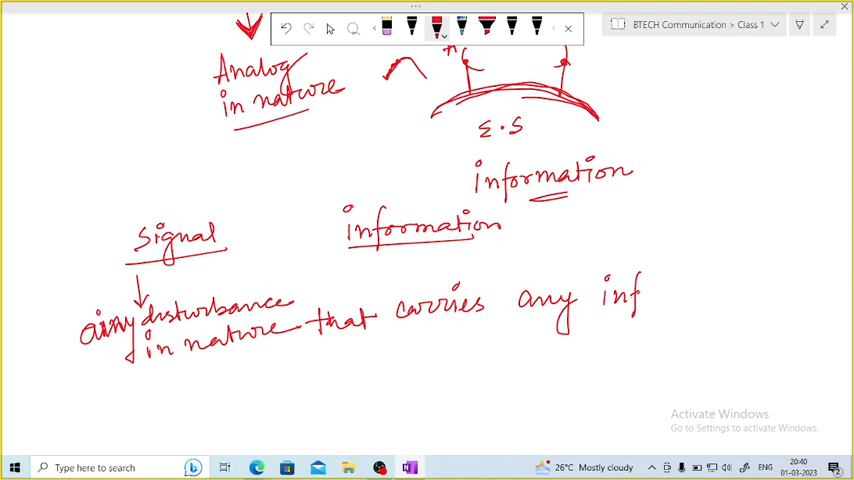 BTECH Communication > Class 1
Analog
in nature
E.S
information
Signal
information
any disturbance
in nature that carries any inf
Activate Windows
Go to Settings to activate Windows.
Type here to search
26°C Mostly cloudy
ENG
20:40
01-03-2023
2